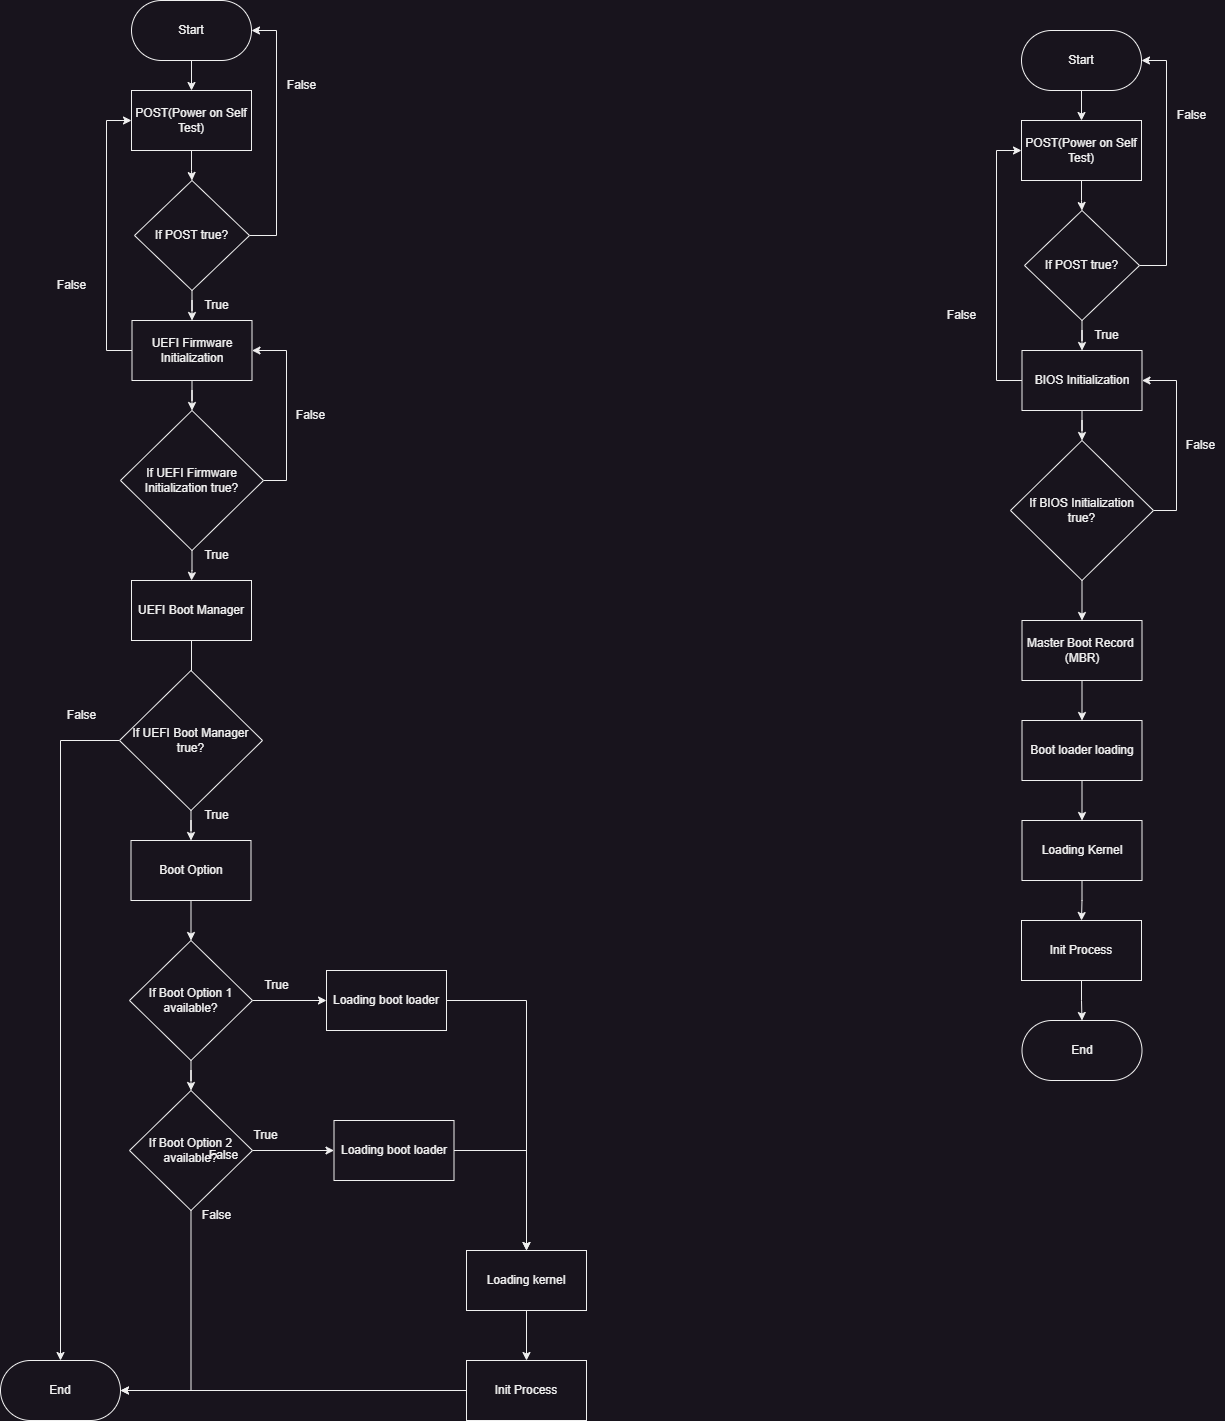 Start
False
POST(Power on Self
Test)
If POST true?
False
True
UEFI Firmware
Initialization
False
If UEFI Firmware
Initialization true?
True
UEFI Boot Manager
False
If UEFI Boot Manager
true?
True
Boot Option
If Boot Option 1
available?
True
Loading boot loader
If Boot Option 2
available?
False
True
Loading boot loader
False
Loading kernel
End
Init Process
Start
False
POST(Power on Self
Test)
If POST true?
False
True
BIOS Initialization
False
If BIOS Initialization
true?
Master Boot Record
(MBR)
Boot loader loading
Loading Kernel
Init Process
End